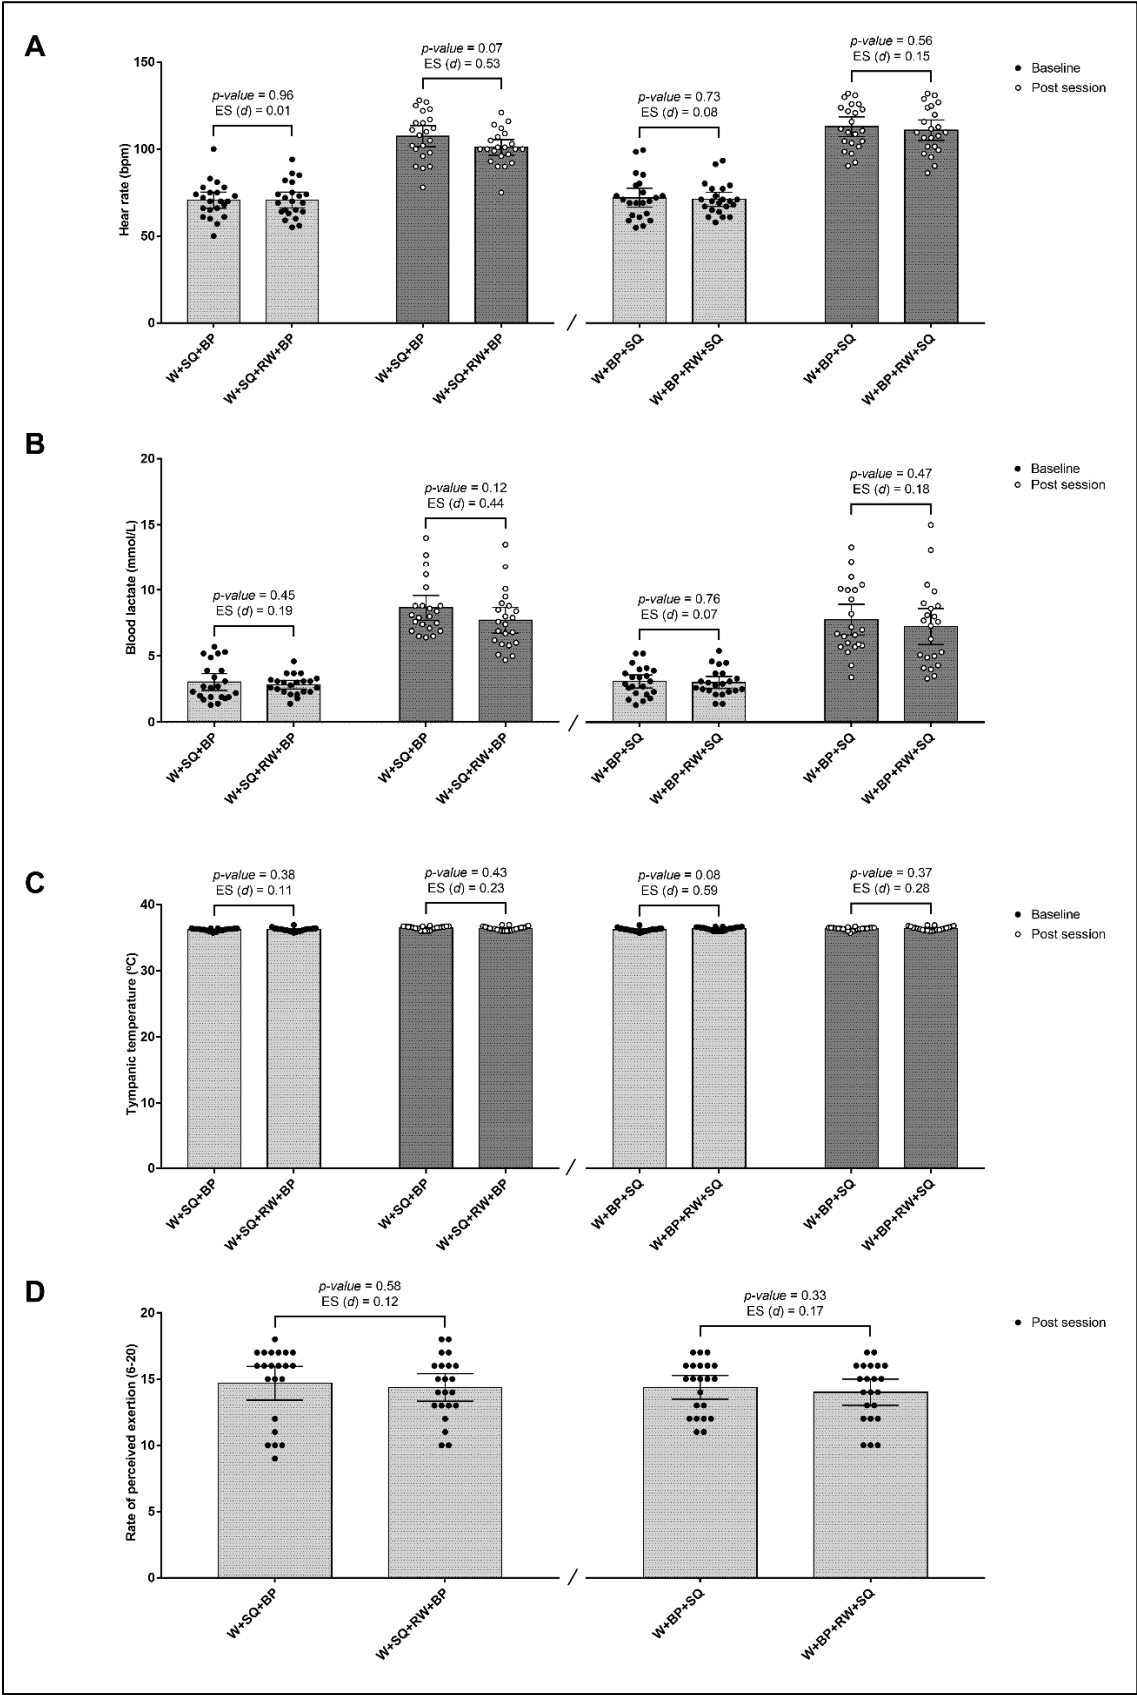 A
p-value = 0.96
ES (d) = 0.01
p-value = 0.07
ES (d) = 0.53
p-value = 0.73
ES (d) = 0.08
p-value = 0.56
ES (d) = 0.15
Baseline
Post session
Hear rate (bpm)
150
100
50
0
W+SQ+BP
W+SQ+RW+BP
W+SQ+BP
W+SQ+RW+BP
/
W+BP+SQ
W+BP+RW+SQ
W+BP+SQ
W+BP+RW+SQ
B
p-value = 0.45
ES (d) = 0.19
p-value = 0.12
ES (d) = 0.44
p-value = 0.76
ES (d) = 0.07
p-value = 0.47
ES (d) = 0.18
Baseline
Post session
Blood lactate (mmol/L)
20
15
10
5
0
W+SQ+BP
W+SQ+RW+BP
W+SQ+BP
W+SQ+RW+BP
/
W+BP+SQ
W+BP+RW+SQ
W+BP+SQ
W+BP+RW+SQ
C
p-value = 0.38
ES (d) = 0.11
p-value = 0.43
ES (d) = 0.23
p-value = 0.08
ES (d) = 0.59
p-value = 0.37
ES (d) = 0.28
Baseline
Post session
Tympanic temperature (ºC)
40
30
20
10
0
W+SQ+BP
W+SQ+RW+BP
W+SQ+BP
W+SQ+RW+BP
/
W+BP+SQ
W+BP+RW+SQ
W+BP+SQ
W+BP+RW+SQ
D
p-value = 0.58
ES (d) = 0.12
p-value = 0.33
ES (d) = 0.17
Post session
Rate of perceived exertion (6-20)
20
15
10
5
0
W+SQ+BP
W+SQ+RW+BP
/
W+BP+SQ
W+BP+RW+SQ